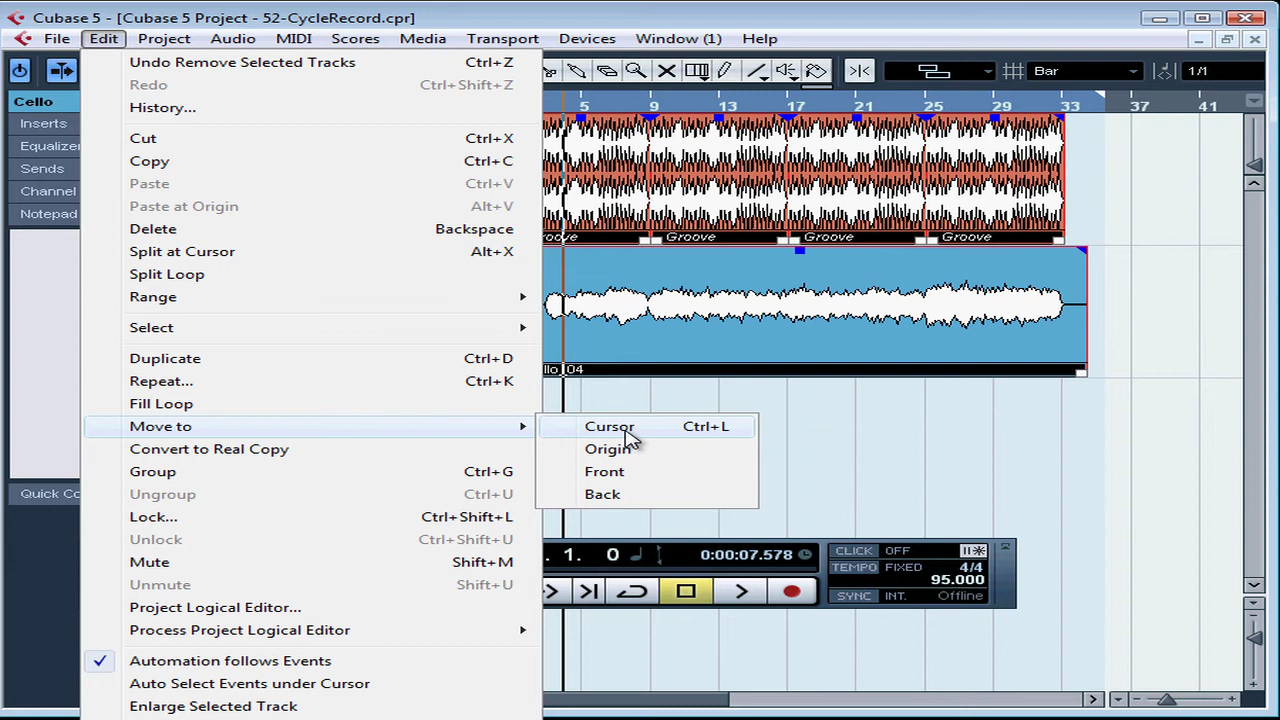 Cubase 5 - [Cubase 5 Project - 52-CycleRecord.cpr]
File Edit Project Audio MIDI Scores Media Transport Devices Window (1) Help
Bar 1/1
Cello
Inserts
Equalize
Sends
Channel
Notepad
Quick Co
Undo Remove Selected Tracks Ctrl+Z
Redo Ctrl+Shift+Z
History...
Cut Ctrl+X
Copy Ctrl+C
Paste Ctrl+V
Paste at Origin Alt+V
Delete Backspace
Split at Cursor Alt+X
Split Loop
Range
Select
Duplicate Ctrl+D
Repeat... Ctrl+K
Fill Loop
Move to
Convert to Real Copy
Group Ctrl+G
Ungroup Ctrl+U
Lock... Ctrl+Shift+L
Unlock Ctrl+Shift+U
Mute Shift+M
Unmute Shift+U
Project Logical Editor...
Process Project Logical Editor
Automation follows Events
Auto Select Events under Cursor
Enlarge Selected Track
Cursor Ctrl+L
Origin
Front
Back
5 9 13 17 21 25 29 33 37 41
oove Groove Groove Groove
llo_04
. 1. 0 0:00:07.578
CLICK OFF
TEMPO FIXED 4/4
95.000
SYNC INT. Offline